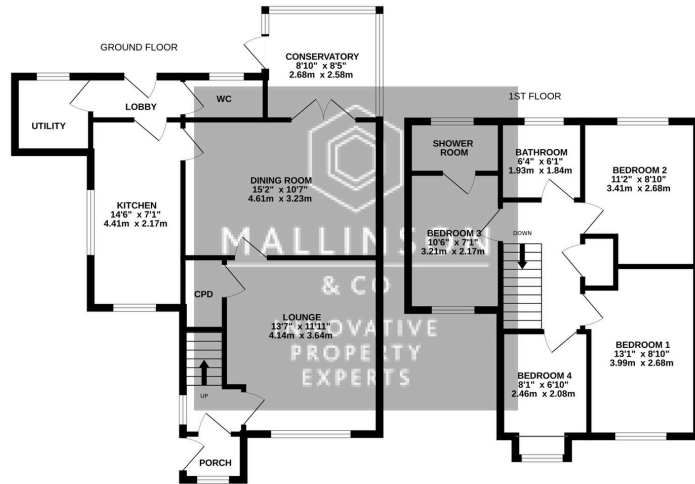 GROUND FLOOR
CONSERVATORY
8'10" x 8'5"
2.68m x 2.58m
LOBBY
WC
UTILITY
KITCHEN
14'6" x 7'1"
4.41m x 2.17m
DINING ROOM
15'2" x 10'7"
4.61m x 3.23m
CPD
LOUNGE
13'7" x 11'11"
4.14m x 3.64m
UP
PORCH
1ST FLOOR
SHOWER
ROOM
BATHROOM
6'4" x 6'1"
1.93m x 1.84m
BEDROOM 2
11'2" x 8'10"
3.41m x 2.68m
BEDROOM 3
10'6" x 7'1"
3.21m x 2.17m
DOWN
BEDROOM 1
13'1" x 8'10"
3.99m x 2.68m
BEDROOM 4
8'1" x 6'10"
2.46m x 2.08m
MALLINSON
& CO
INNOVATIVE
PROPERTY
EXPERTS